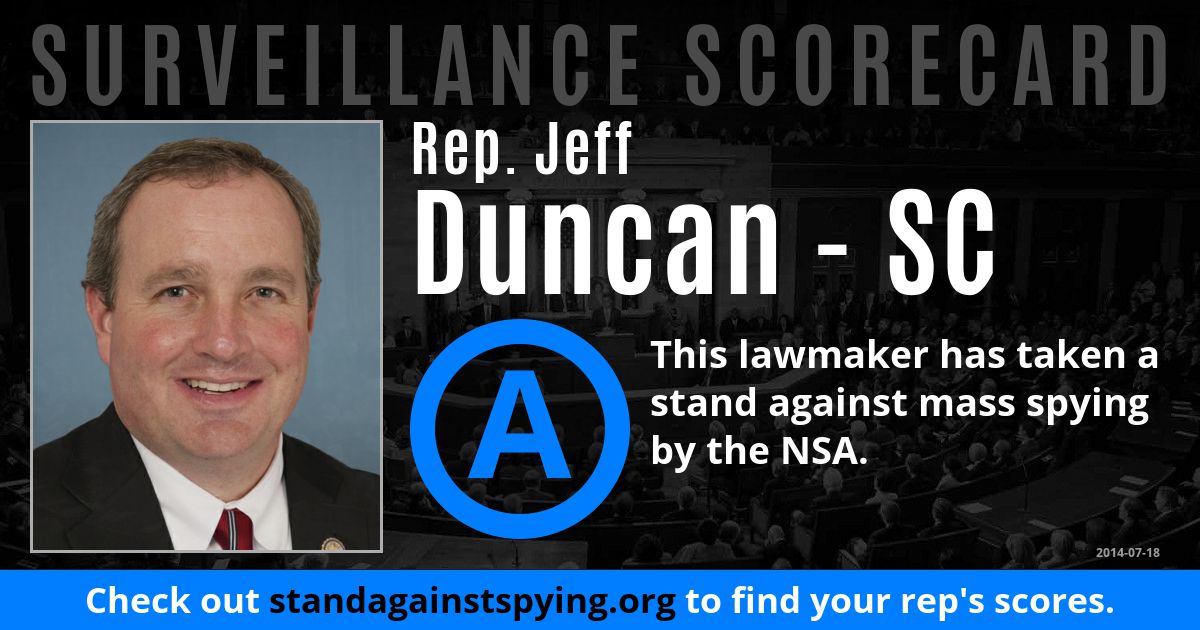 SURVEILLANCE SCORECARD
Rep. Jeff
Duncan - SC
A
This lawmaker has taken a
stand against mass spying
by the NSA.
2014-07-18
Check out standagainstspying.org to find your rep's scores.